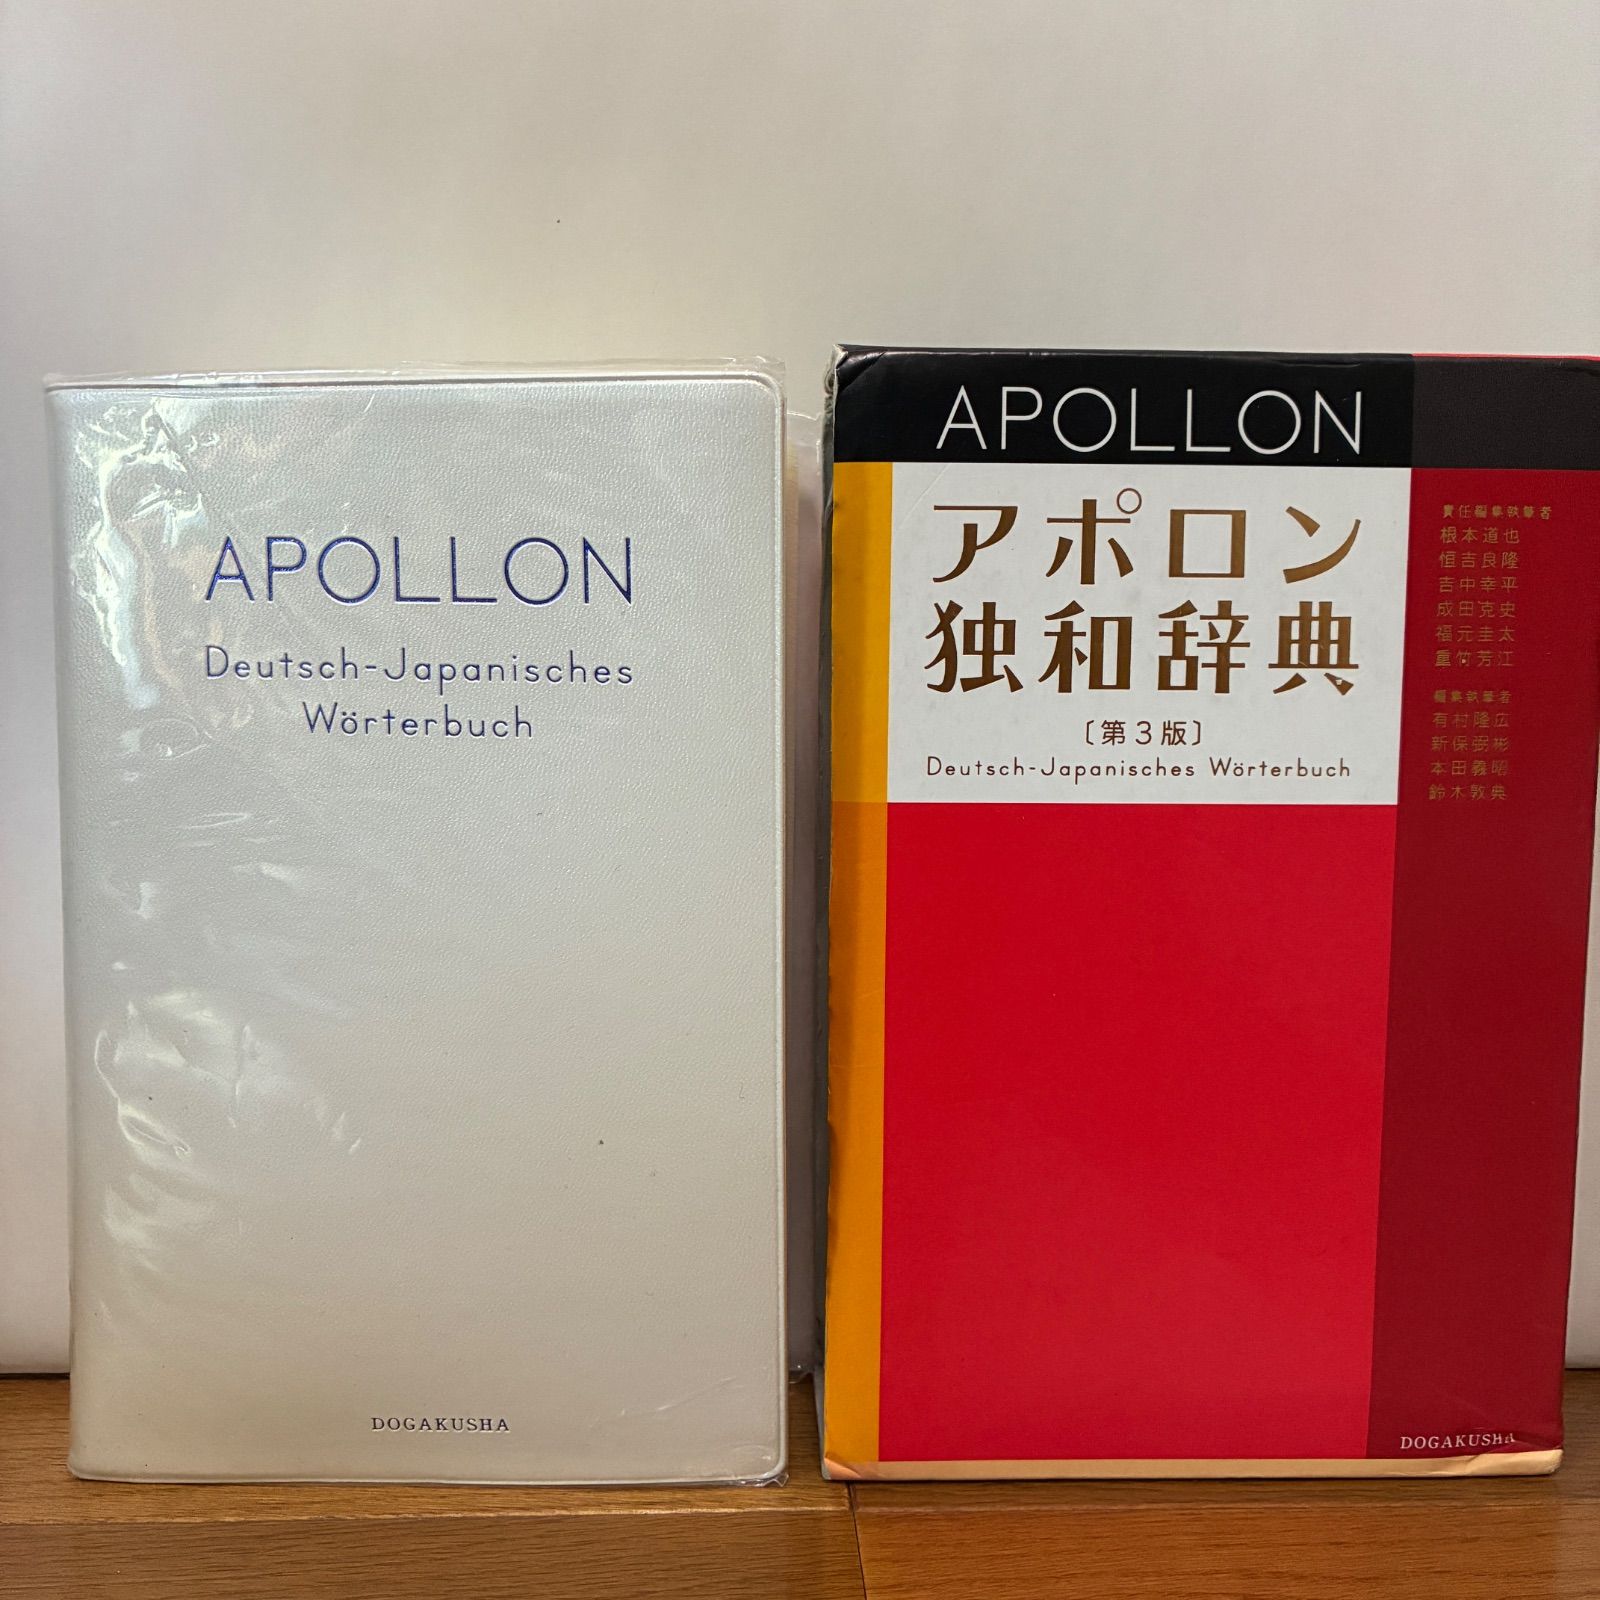 APOLLON
Deutsch-Japanisches
Wörterbuch
DOGAKUSHA
APOLLON
アポロン
独和辞典
〔第3版〕
Deutsch-Japanisches Wörterbuch
責任編集執筆者
根本道也
恒吉良隆
吉中幸平
成田克史
福元圭太
重竹芳江
編集執筆者
有村隆広
新保弼彬
本田義昭
鈴木敦典
DOGAKUSHA